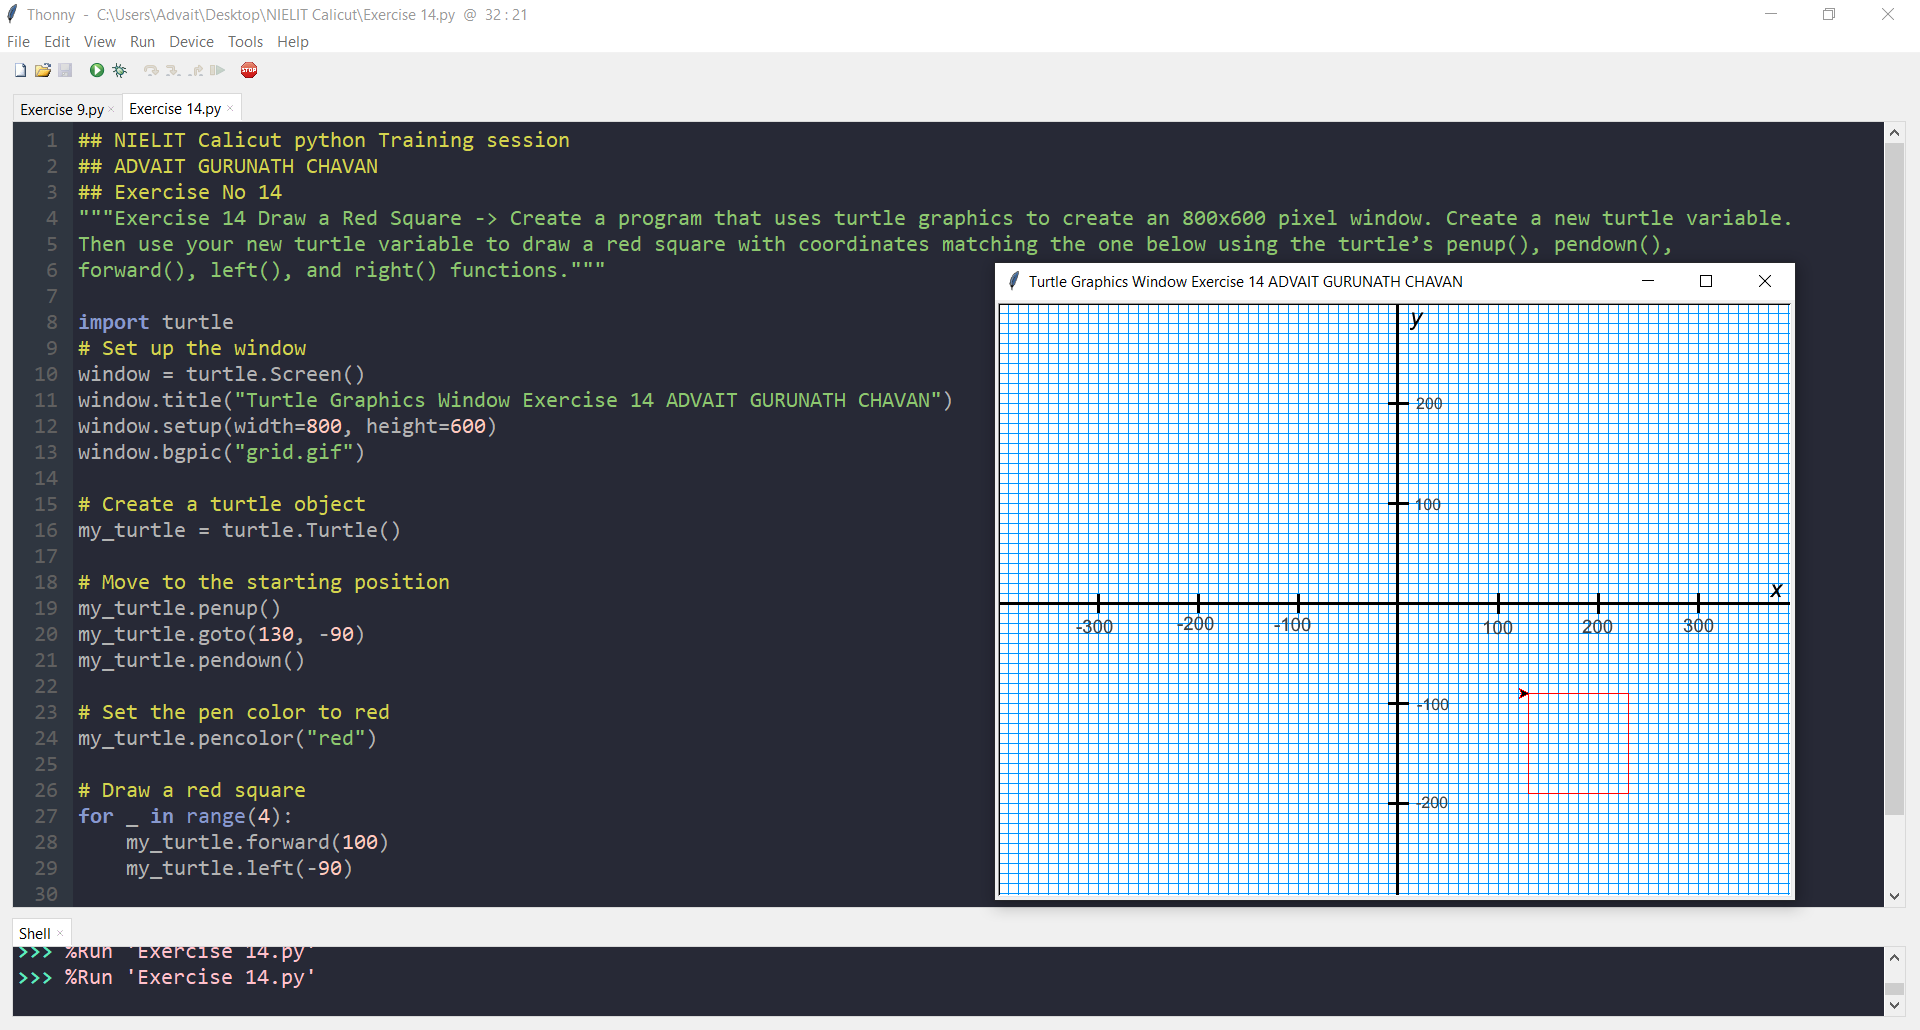 Thonny - C:\Users\Advait\Desktop\NIELIT Calicut\Exercise 14.py @ 32 : 21
File Edit View Run Device Tools Help
STOP
Exercise 9.py × Exercise 14.py ×
1 ## NIELIT Calicut python Training session
2 ## ADVAIT GURUNATH CHAVAN
3 ## Exercise No 14
4 """Exercise 14 Draw a Red Square -> Create a program that uses turtle graphics to create an 800x600 pixel window. Create a new turtle variable.
5 Then use your new turtle variable to draw a red square with coordinates matching the one below using the turtle’s penup(), pendown(),
6 forward(), left(), and right() functions."""
7
8 import turtle
9 # Set up the window
10 window = turtle.Screen()
11 window.title("Turtle Graphics Window Exercise 14 ADVAIT GURUNATH CHAVAN")
12 window.setup(width=800, height=600)
13 window.bgpic("grid.gif")
14
15 # Create a turtle object
16 my_turtle = turtle.Turtle()
17
18 # Move to the starting position
19 my_turtle.penup()
20 my_turtle.goto(130, -90)
21 my_turtle.pendown()
22
23 # Set the pen color to red
24 my_turtle.pencolor("red")
25
26 # Draw a red square
27 for _ in range(4):
28     my_turtle.forward(100)
29     my_turtle.left(-90)
30
Turtle Graphics Window Exercise 14 ADVAIT GURUNATH CHAVAN
y
200
100
x
-300 -200 -100 100 200 300
-100
-200
Shell ×
>>> %Run 'Exercise 14.py'
>>> %Run 'Exercise 14.py'